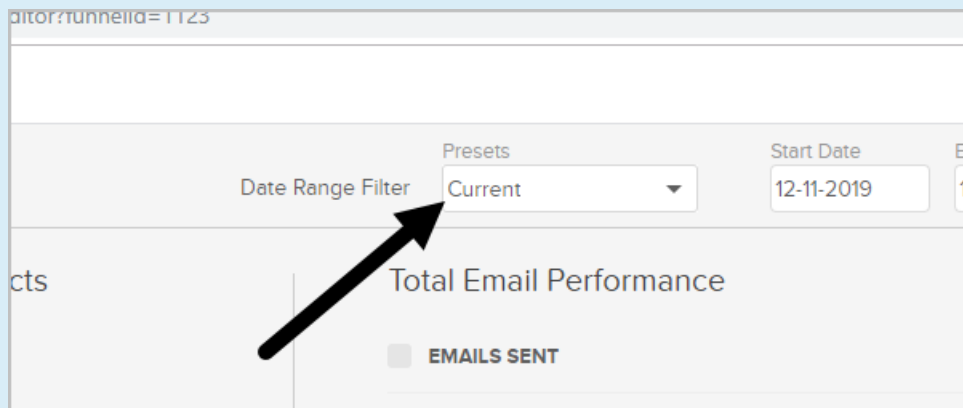 ditor?funnelid=1123
Presets
Start Date
Date Range Filter
Current
12-11-2019
cts
Total Email Performance
EMAILS SENT